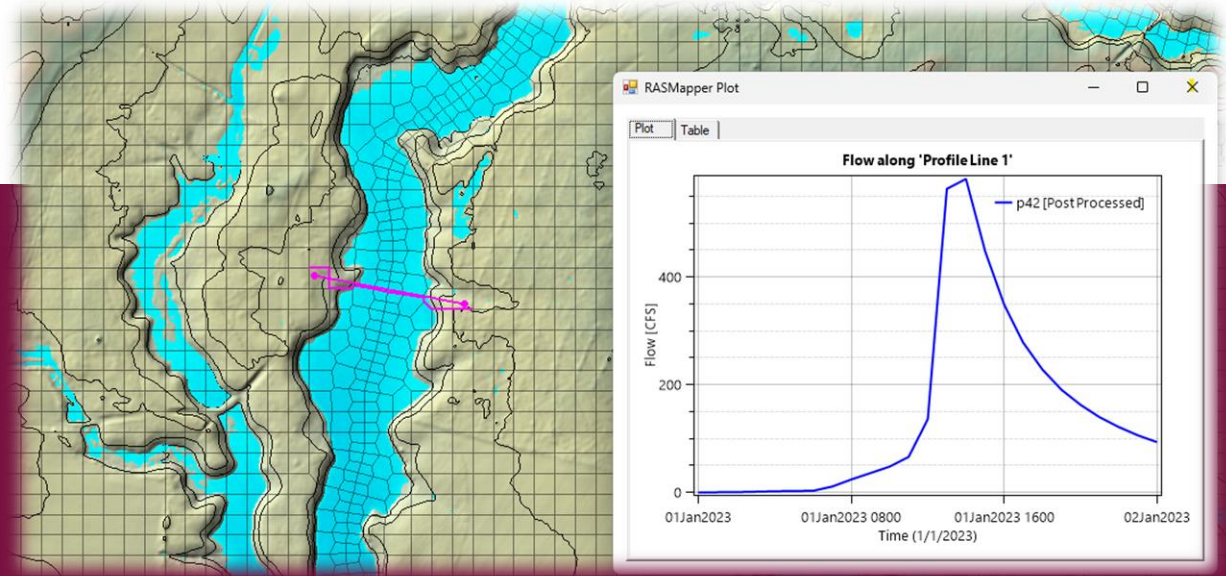 RASMapper Plot
Plot
Table
Flow along 'Profile Line 1'
p42 [Post Processed]
Flow [CFS]
400
200
0
01Jan2023
01Jan2023 0800
01Jan2023 1600
02Jan2023
Time (1/1/2023)